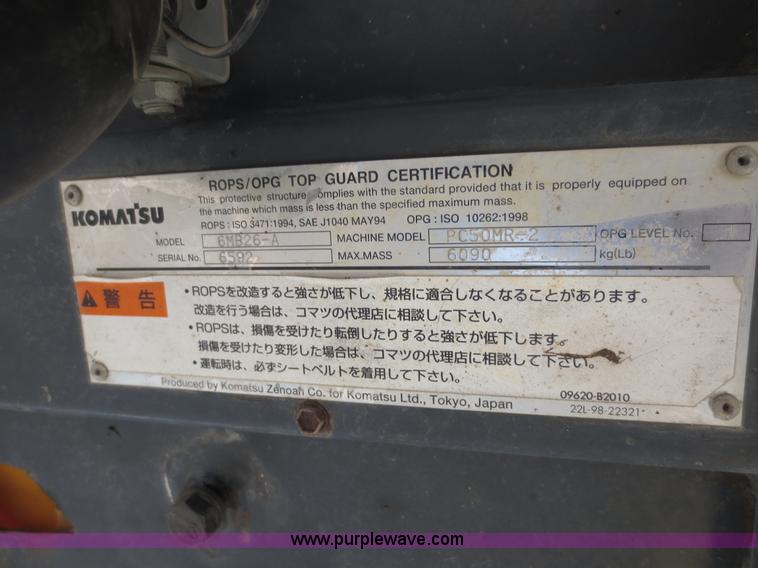 ROPS/OPG TOP GUARD CERTIFICATION
This protective structure complies with the standard provided that it is properly equipped on
the machine which mass is less than the specified maximum mass.
KOMATSU
ROPS : ISO 3471:1994, SAE J1040 MAY94 OPG : ISO 10262:1998
MODEL 6MB26-A MACHINE MODEL PC50MR-2 OPG LEVEL No.
SERIAL No. 6592 MAX.MASS 6090 kg(Lb)
警告
・ROPSを改造すると強さが低下し、規格に適合しなくなることがあります。
改造を行う場合は、コマツの代理店に相談して下さい。
・ROPSは、損傷を受けたり転倒したりすると強さが低下します。
損傷を受けたり変形した場合は、コマツの代理店に相談して下さい。
・運転時は、必ずシートベルトを着用して下さい。
Produced by Komatsu Zenoah Co. for Komatsu Ltd., Tokyo, Japan
09620-B2010
22L-98-22321
www.purplewave.com